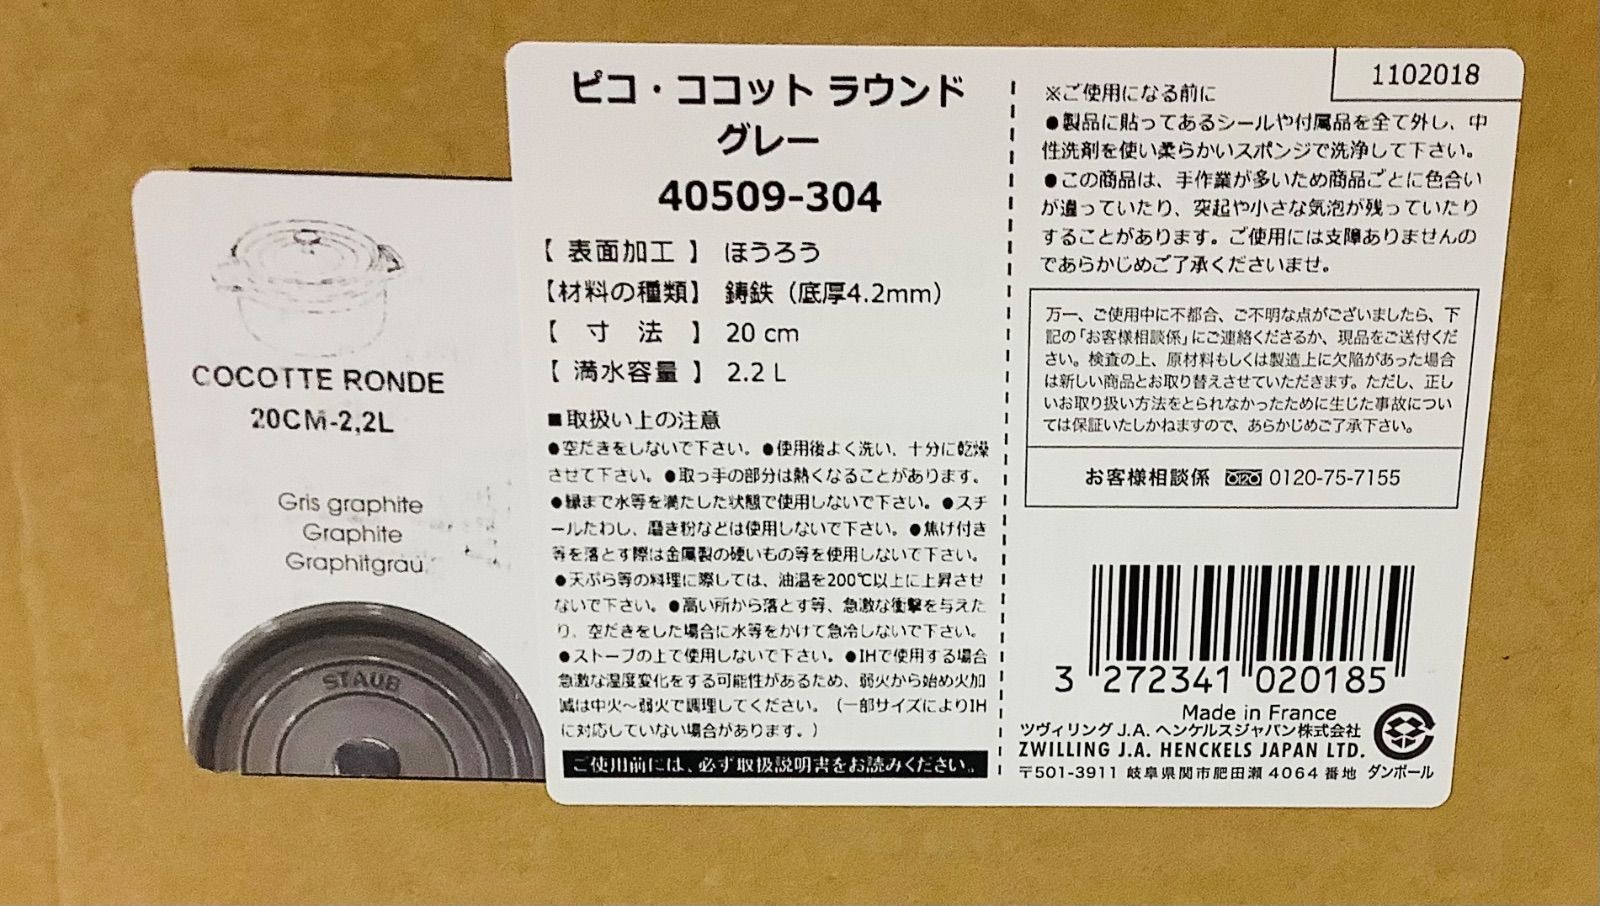 COCOTTE RONDE
20CM-2,2L
Gris graphite
Graphite
Graphitgrau
STAUB
ピコ・ココット ラウンド
グレー
40509-304
【 表面加工 】 ほうろう
【材料の種類】 鋳鉄（底厚4.2mm）
【 寸 法 】 20 cm
【 満水容量 】 2.2 L
■取扱い上の注意
●空だきをしないで下さい。●使用後よく洗い、十分に乾燥
させて下さい。●取っ手の部分は熱くなることがあります。
●縁まで水等を満たした状態で使用しないで下さい。●スチ
ールたわし、磨き粉などは使用しないで下さい。●焦げ付き
等を落とす際は金属製の硬いもの等を使用しないで下さい。
●天ぷら等の料理に際しては、油温を200℃以上に上昇させ
ないで下さい。●高い所から落とす等、急激な衝撃を与えた
り、空だきをした場合に水等をかけて急冷しないで下さい。
●ストーブの上で使用しないで下さい。●IHで使用する場合
急激な温度変化をする可能性があるため、弱火から始め火加
減は中火～弱火で調理してください。（一部サイズによりIH
に対応していない場合があります。）
ご使用前には、必ず取扱説明書をお読みください。
1102018
※ご使用になる前に
●製品に貼ってあるシールや付属品を全て外し、中
性洗剤を使い柔らかいスポンジで洗浄して下さい。
●この商品は、手作業が多いため商品ごとに色合い
が違っていたり、突起や小さな気泡が残っていたり
することがあります。ご使用には支障ありませんの
であらかじめご了承くださいませ。
万一、ご使用中に不都合、ご不明な点がございましたら、下
記の「お客様相談係」にご連絡くださるか、現品をご送付くだ
さい。検査の上、原材料もしくは製造上に欠陥があった場合
は新しい商品とお取り替えさせていただきます。ただし、正し
いお取り扱い方法をとられなかったために生じた事故につい
ては保証いたしかねますので、あらかじめご了承下さい。
お客様相談係 0120-75-7155
3 272341 020185
Made in France
ツヴィリング J.A. ヘンケルスジャパン株式会社
ZWILLING J.A. HENCKELS JAPAN LTD.
〒501-3911 岐阜県関市肥田瀬 4064 番地 ダンボール